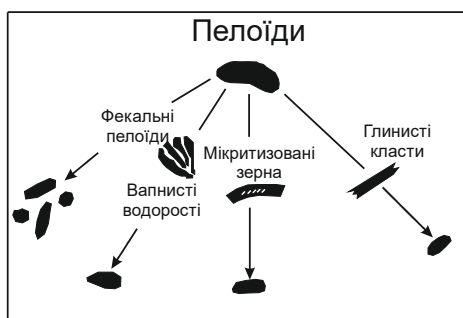 Пелоїди
Фекальні
пелоїди
Вапнисті
водорості
Мікритизовані
зерна
Глинисті
класти